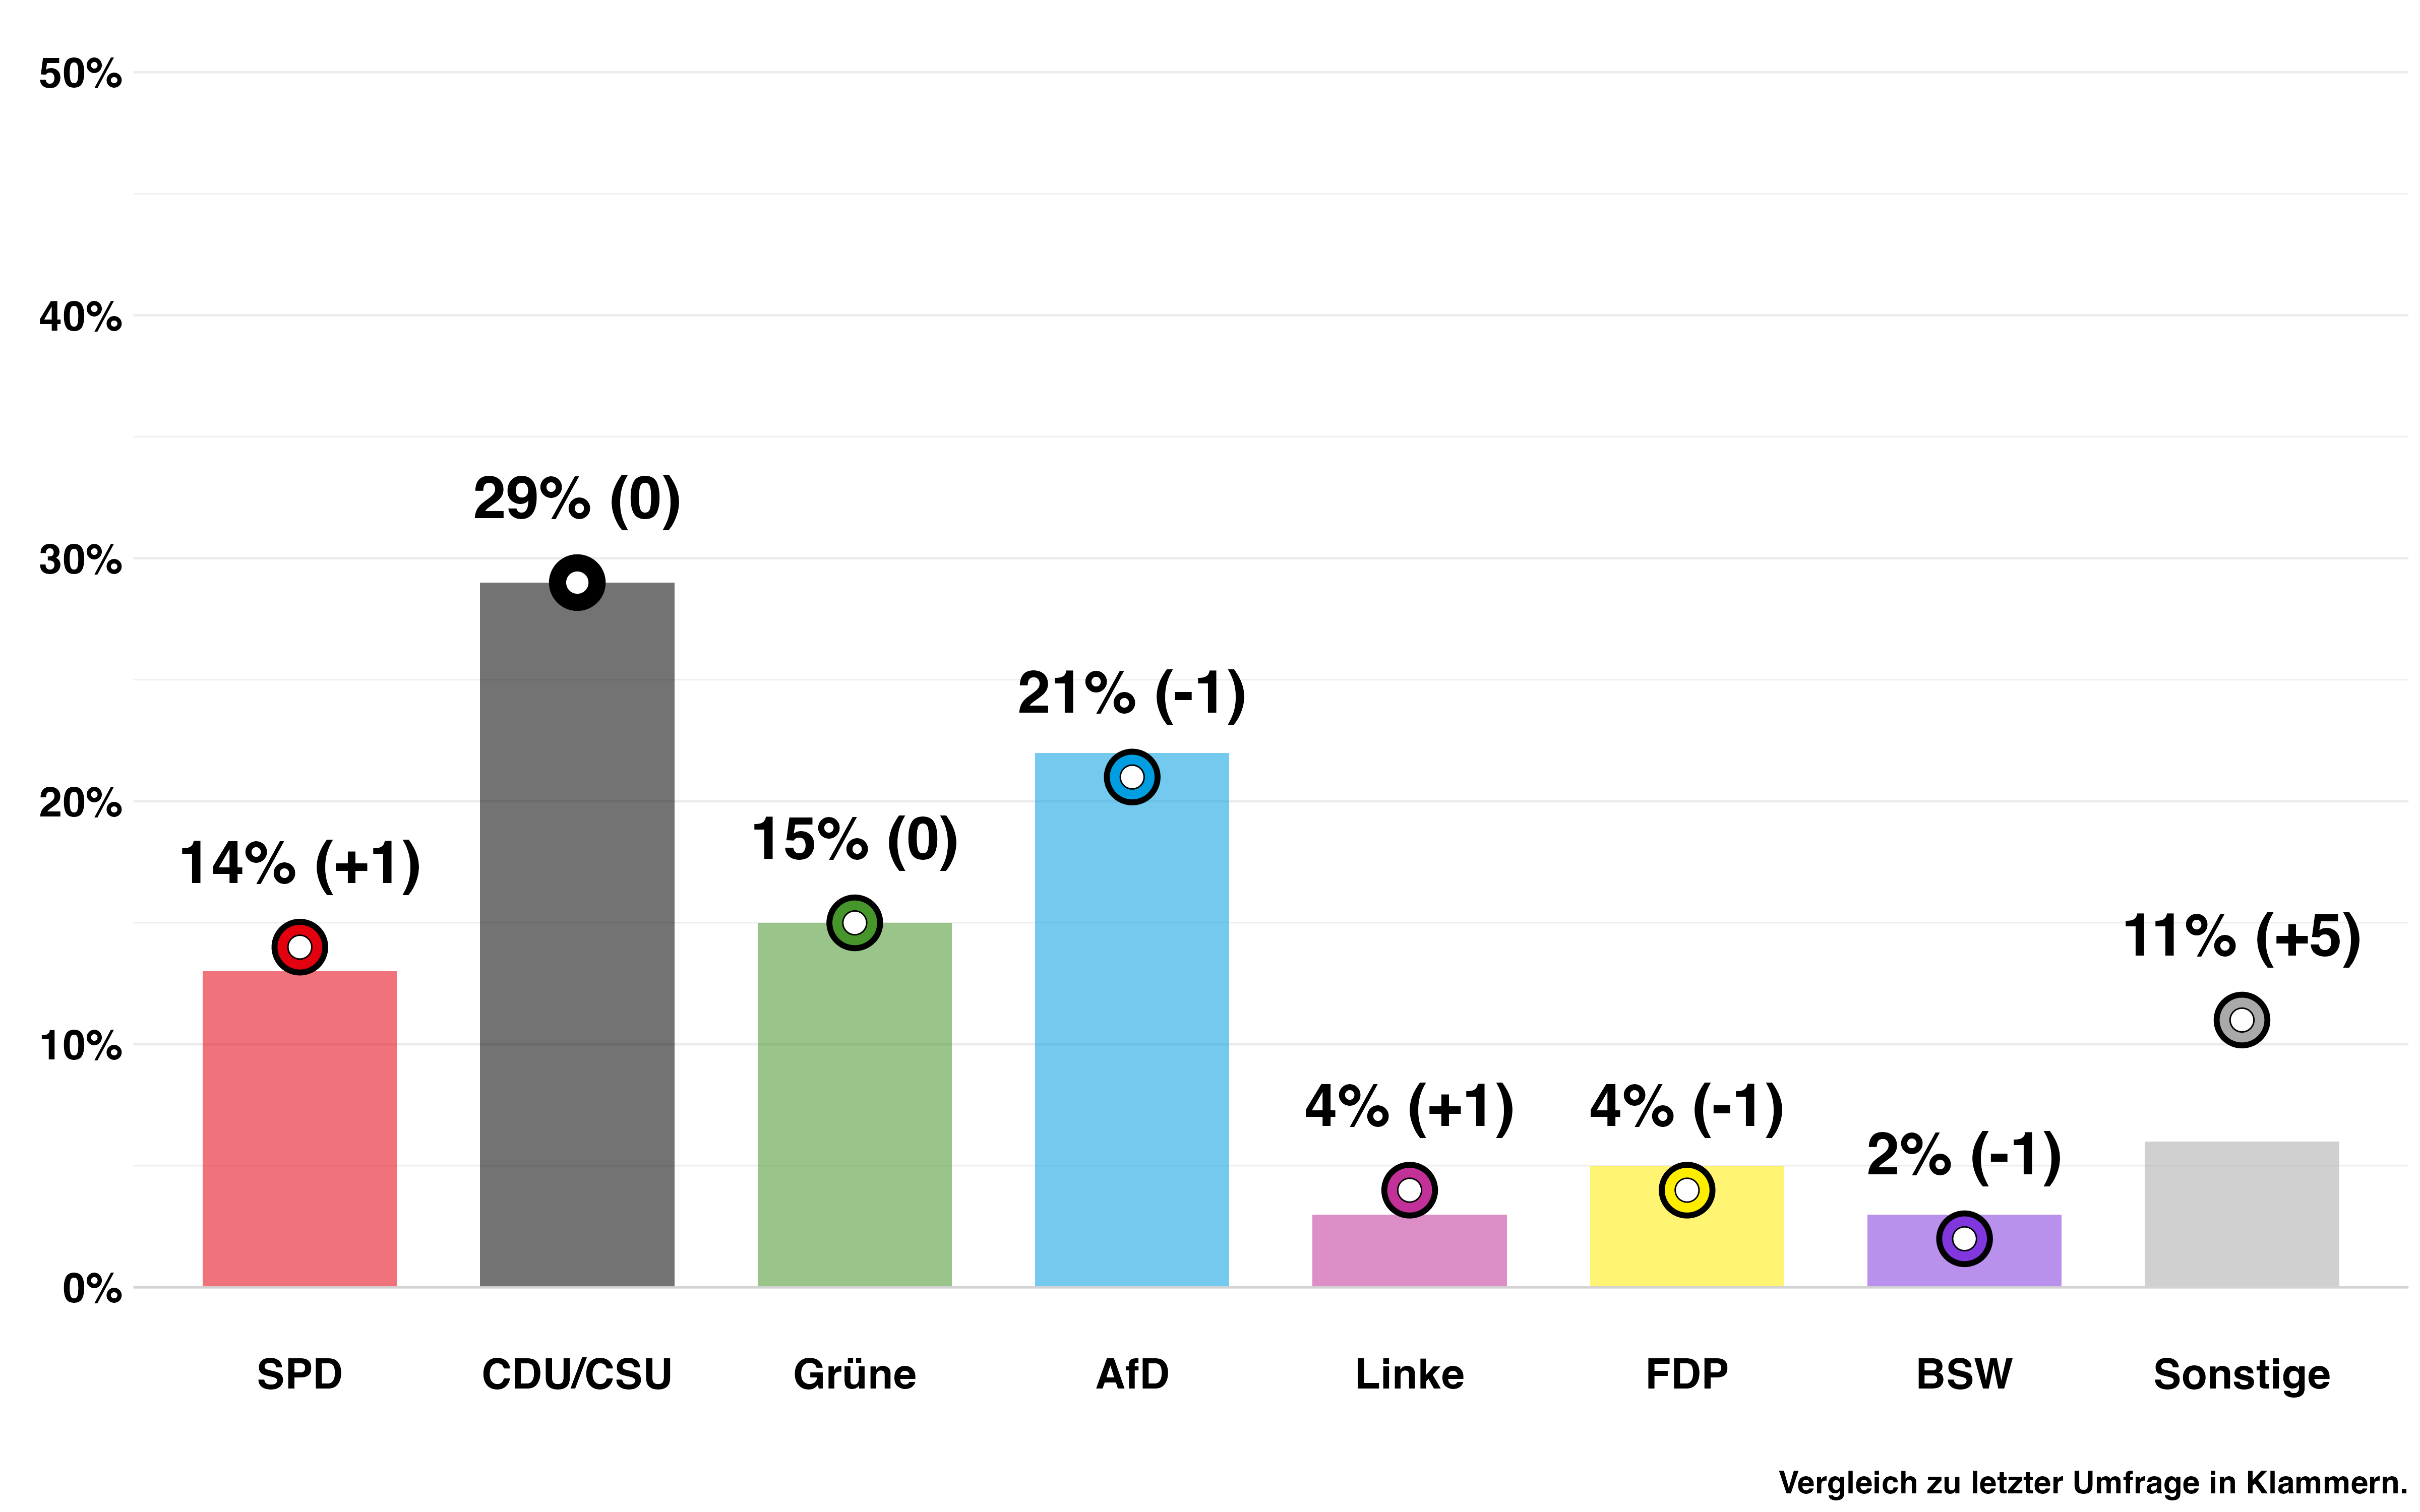 50%
40%
30%
20%
10%
0%
14% (+1)
29% (0)
15% (0)
21% (-1)
4% (+1)
4% (-1)
2% (-1)
11% (+5)
SPD
CDU/CSU
Grüne
AfD
Linke
FDP
BSW
Sonstige
Vergleich zu letzter Umfrage in Klammern.